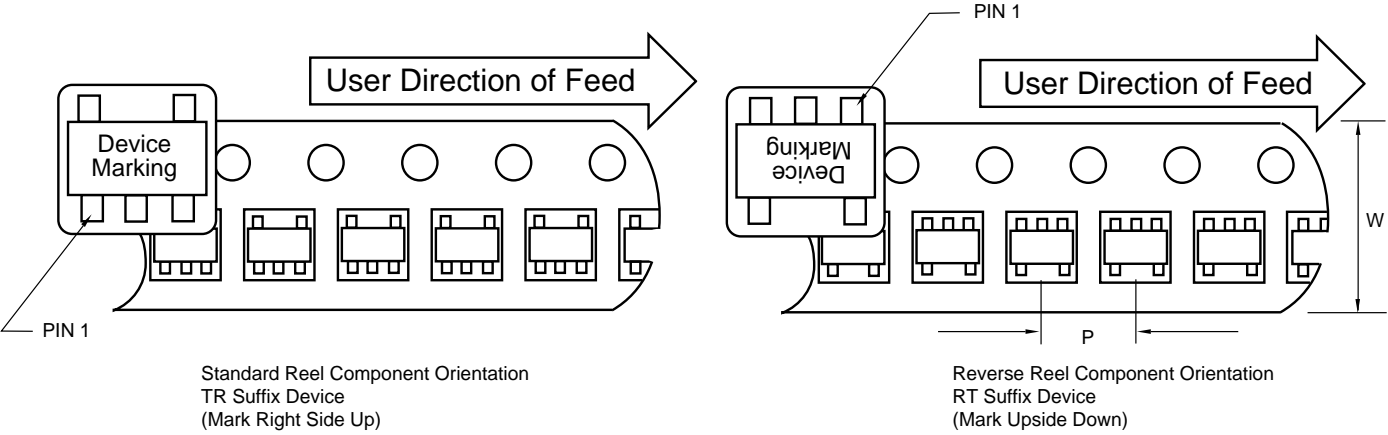 PIN 1
User Direction of Feed
Device
Marking
PIN 1
Standard Reel Component Orientation
TR Suffix Device
(Mark Right Side Up)
PIN 1
User Direction of Feed
Device
Marking
W
P
Reverse Reel Component Orientation
RT Suffix Device
(Mark Upside Down)